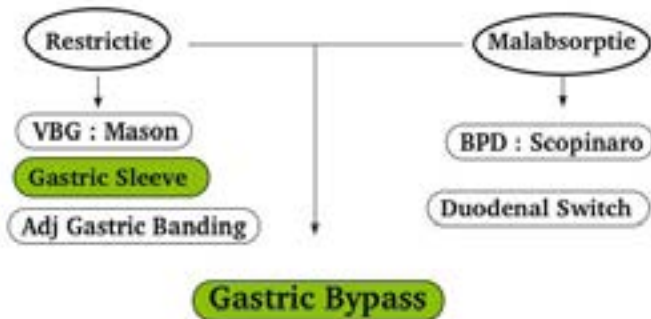 Restrictie
Malabsorptie
VBG : Mason
Gastric Sleeve
Adj Gastric Banding
BPD : Scopinaro
Duodenal Switch
Gastric Bypass